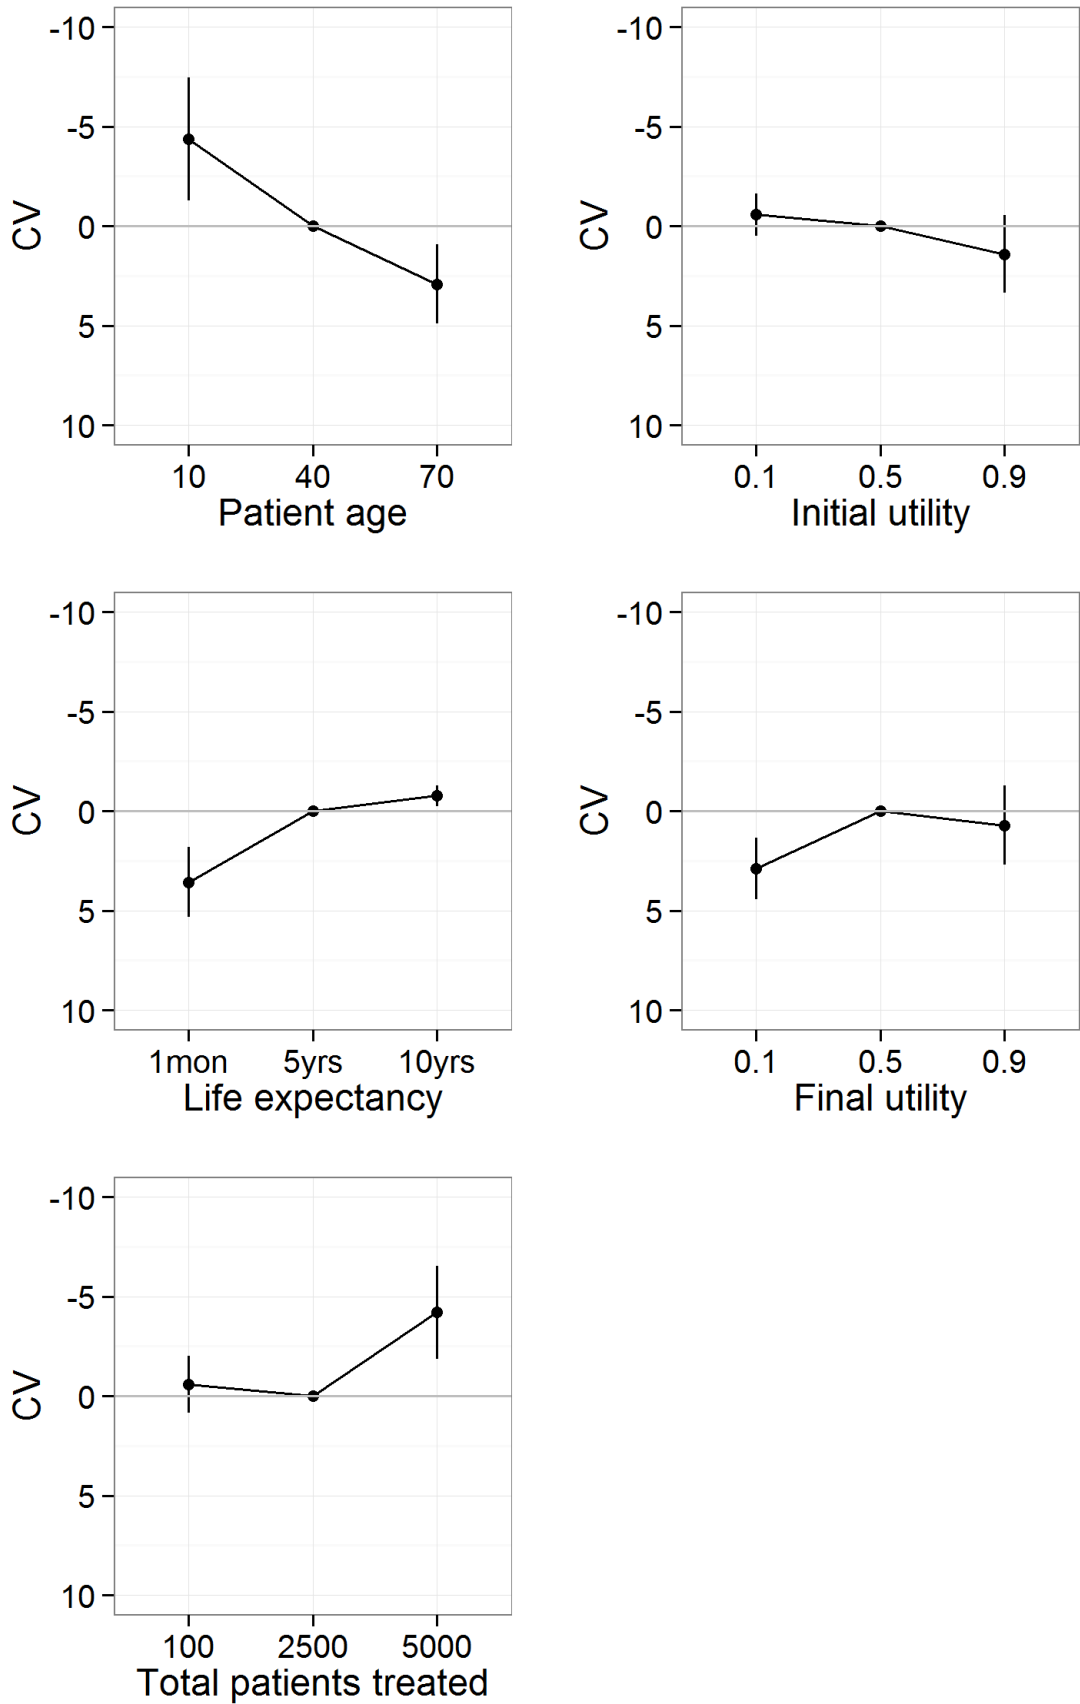 -10
-5
CV
0
5
10
10 40 70
Patient age
-10
-5
CV
0
5
10
0.1 0.5 0.9
Initial utility
-10
-5
CV
0
5
10
1mon 5yrs 10yrs
Life expectancy
-10
-5
CV
0
5
10
0.1 0.5 0.9
Final utility
-10
-5
CV
0
5
10
100 2500 5000
Total patients treated